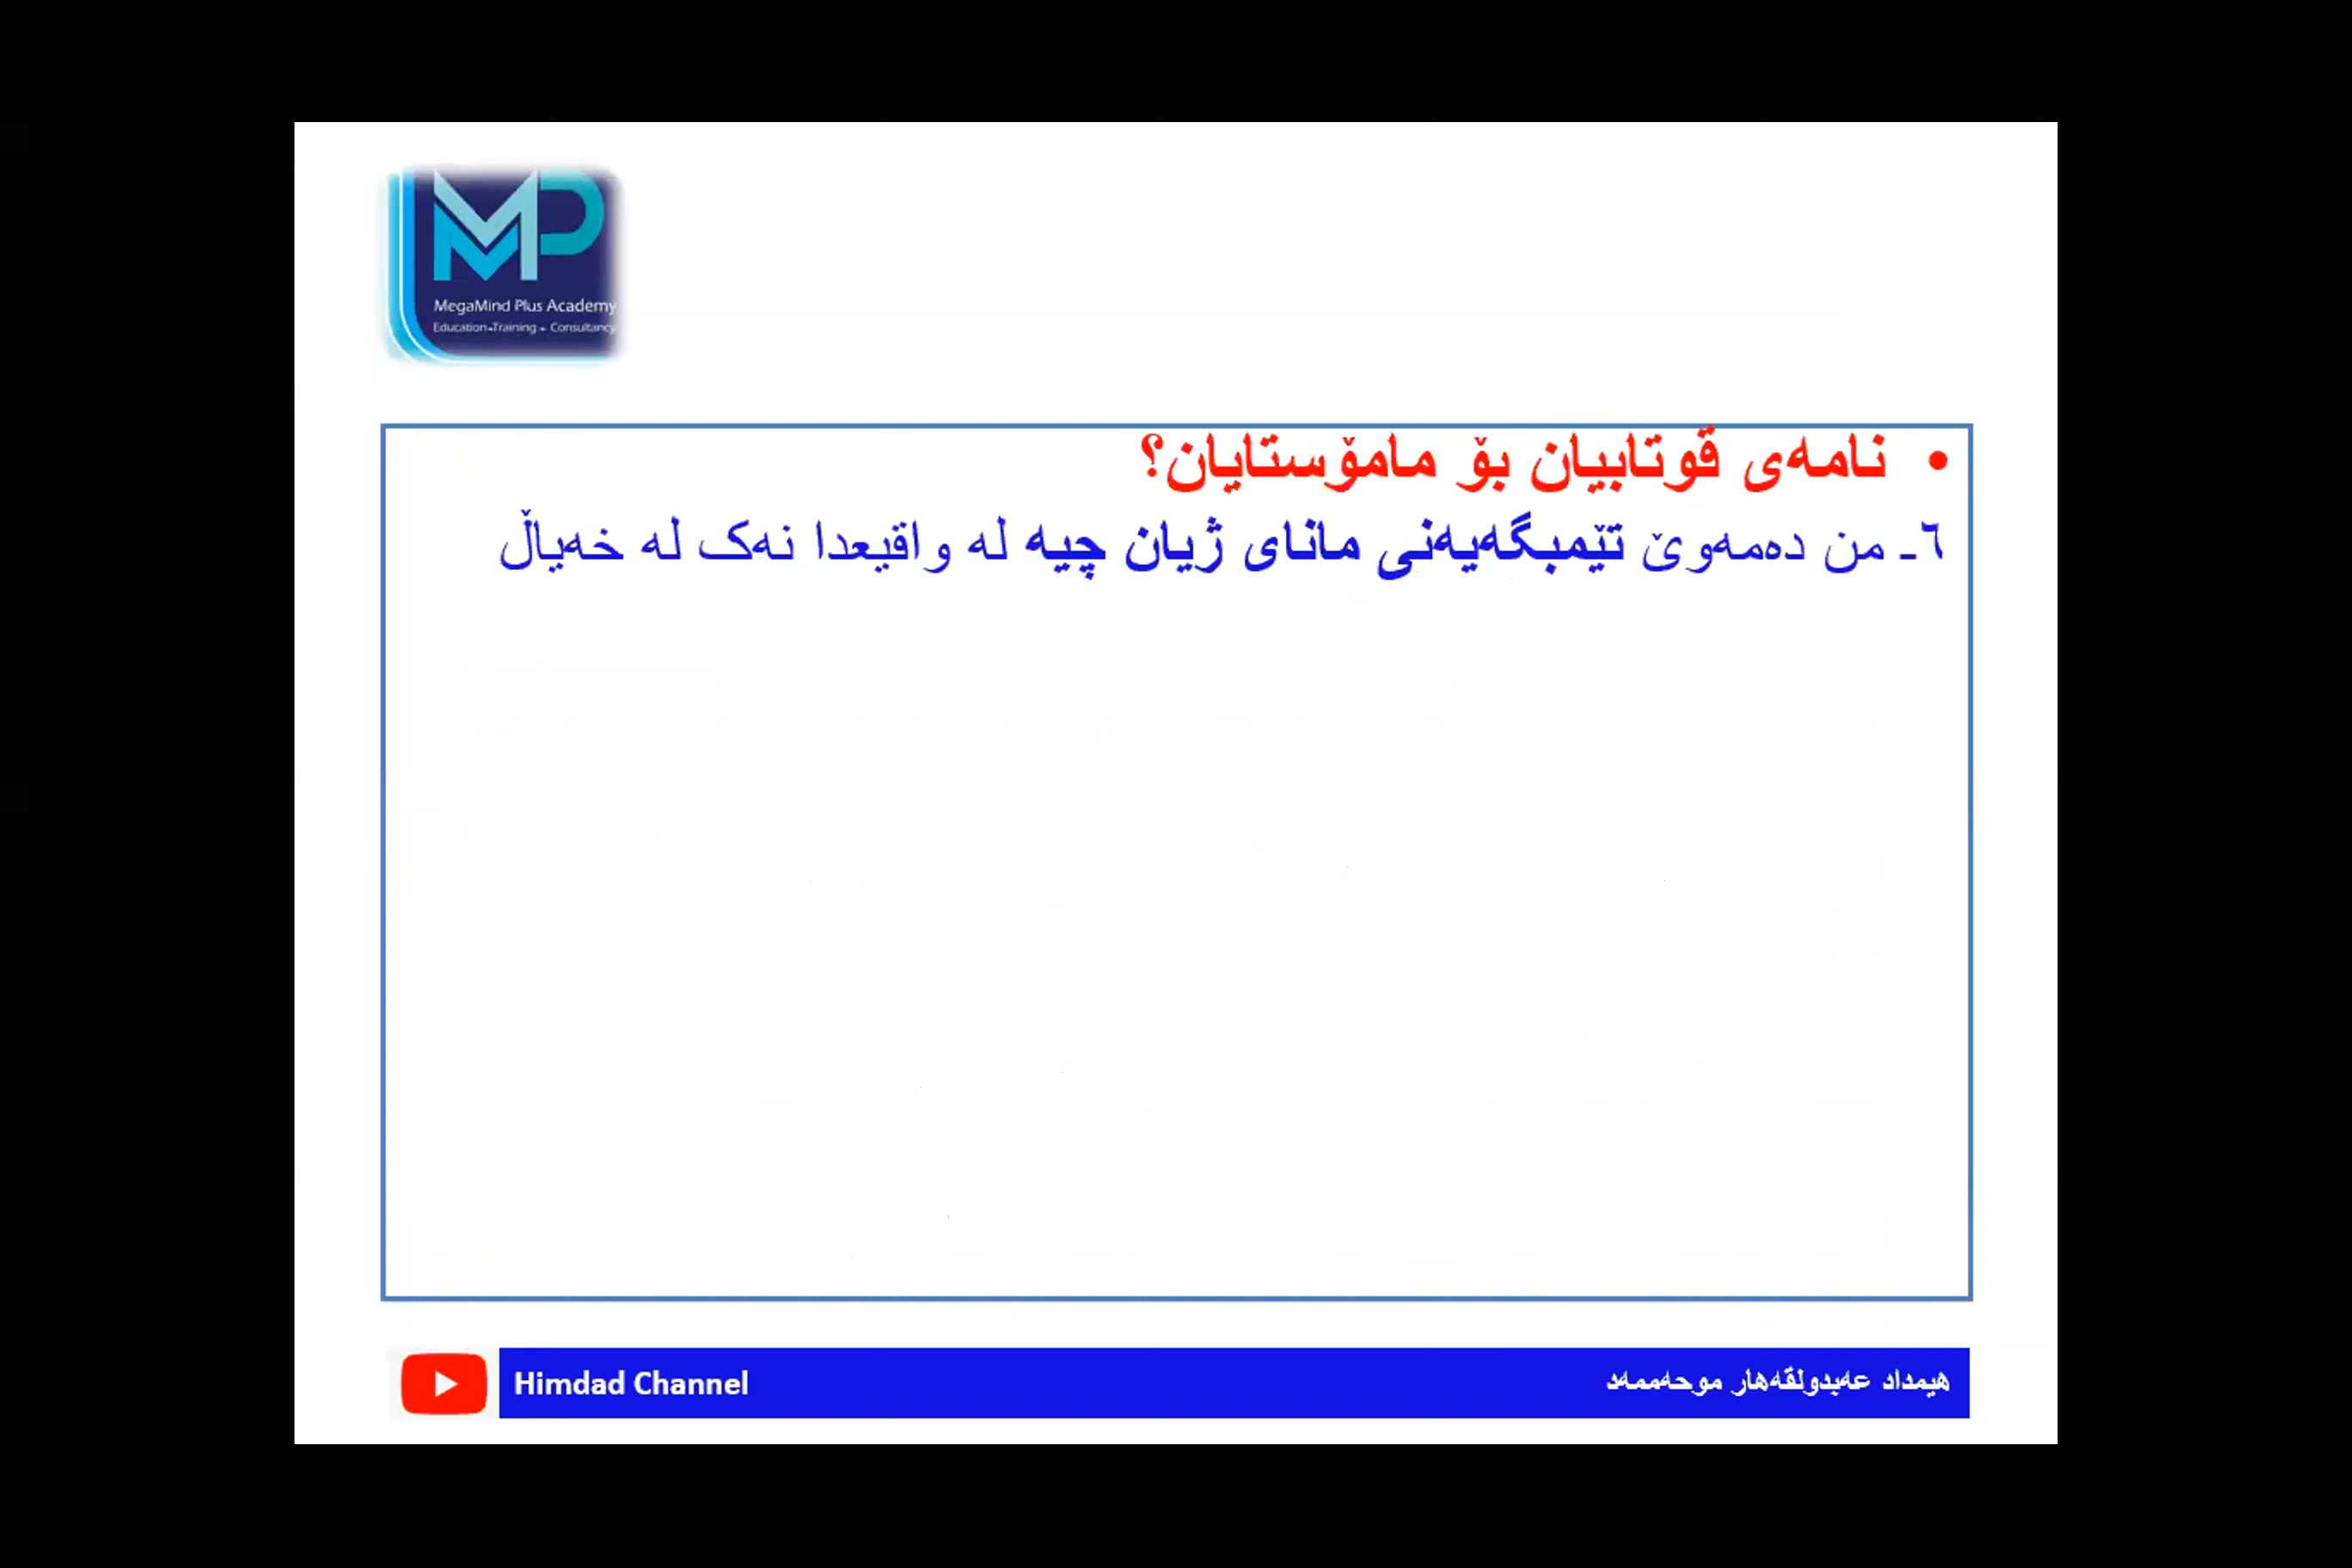 MP
MegaMind Plus Academy
Education-Training - Consultancy
• نامەی قوتابیان بۆ مامۆستایان؟
٦ـ من دەمەوێ تێمبگەیەنی مانای ژیان چیە لە واقیعدا نەک لە خەیاڵ
Himdad Channel
هیمداد عەبدولقەهار موحەممەد